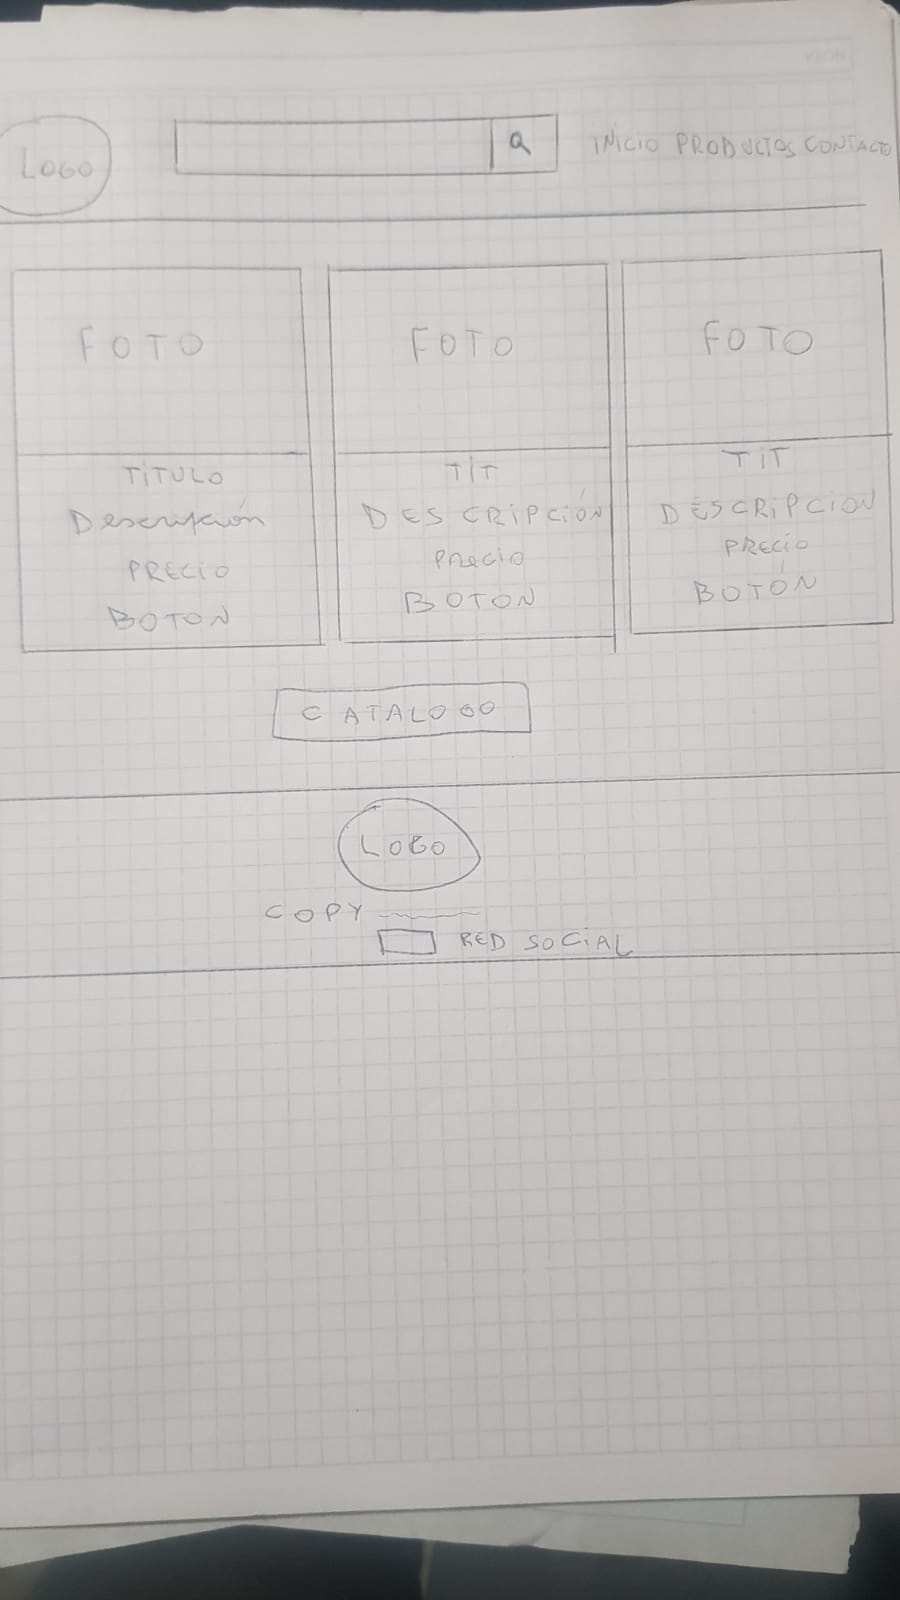 LOGO Q INICIO PRODUCTOS CONTACTO
FOTO FOTO FOTO
TITULO TIT TIT
Descripción DESCRIPCIÓN DESCRIPCION
PRECIO PRECIO PRECIO
BOTON BOTON BOTÓN
CATALOGO
LOGO
COPY
RED SOCIAL